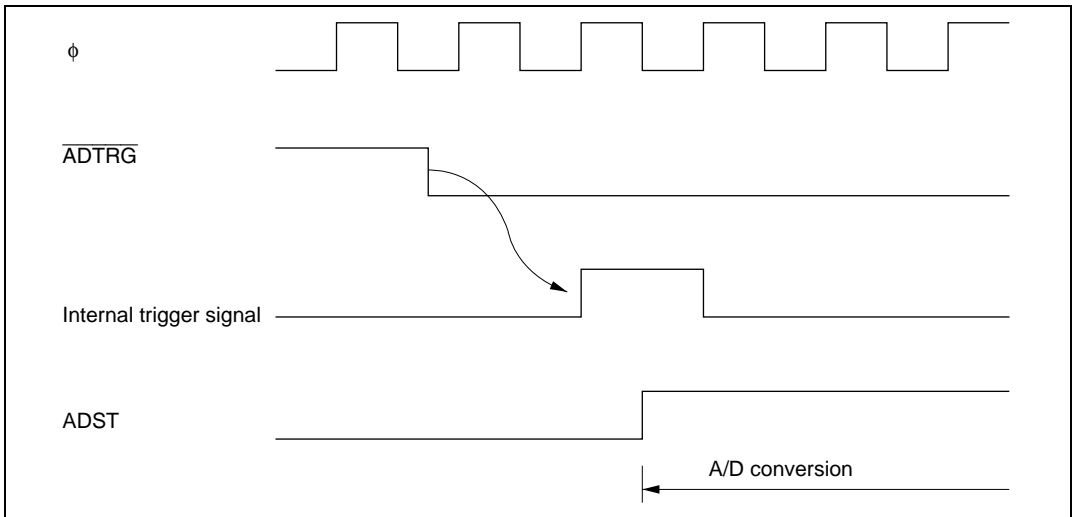 ϕ
ADTRG
Internal trigger signal
ADST
A/D conversion